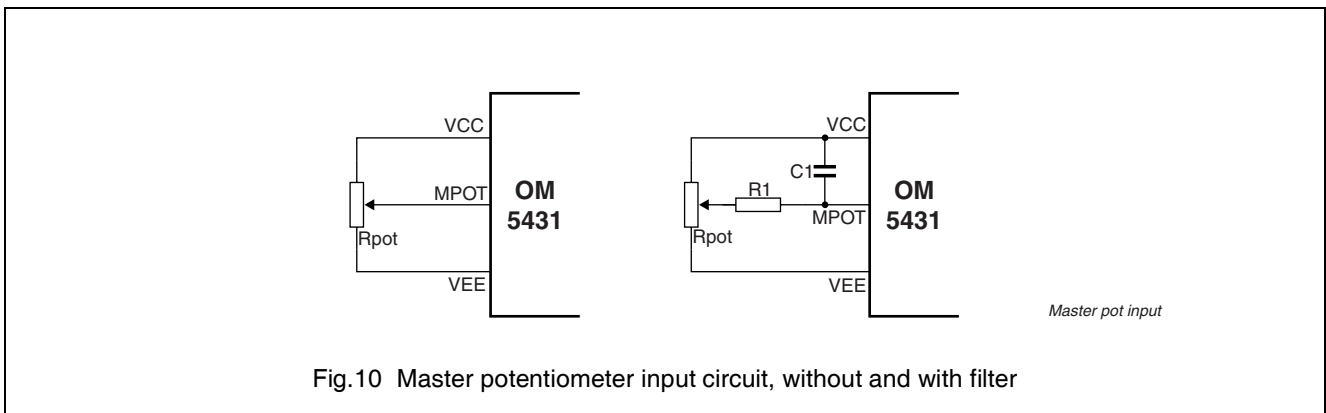 VCC
MPOT
OM
5431
Rpot
VEE
VCC
C1
R1
MPOT
OM
5431
Rpot
VEE
Master pot input
Fig.10 Master potentiometer input circuit, without and with filter